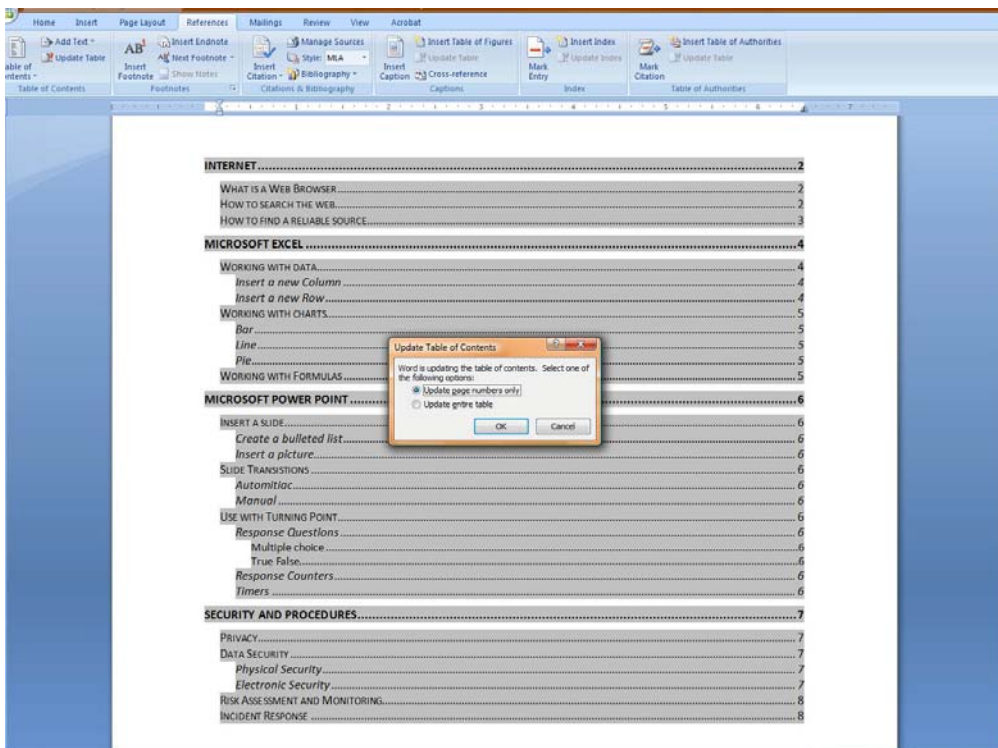 Home Insert Page Layout References Mailings Review View Acrobat
Add Text
Update Table
Table of Contents
AB¹
Insert Footnote
Insert Endnote
Next Footnote
Show Notes
Footnotes
Insert Citation
Manage Sources
Style: MLA
Bibliography
Citations & Bibliography
Insert Caption
Insert Table of Figures
Update Table
Cross-reference
Captions
Mark Entry
Insert Index
Update Index
Index
Mark Citation
Insert Table of Authorities
Update Table
Table of Authorities
INTERNET 2
WHAT IS A WEB BROWSER 2
HOW TO SEARCH THE WEB 2
HOW TO FIND A RELIABLE SOURCE 3
MICROSOFT EXCEL 4
WORKING WITH DATA 4
Insert a new Column 4
Insert a new Row 4
WORKING WITH CHARTS 5
Bar 5
Line 5
Pie 5
WORKING WITH FORMULAS 5
MICROSOFT POWER POINT 6
INSERT A SLIDE 6
Create a bulleted list 6
Insert a picture 6
SLIDE TRANSISTIONS 6
Automitiac 6
Manual 6
USE WITH TURNING POINT 6
Response Questions 6
Multiple choice 6
True False 6
Response Counters 6
Timers 6
SECURITY AND PROCEDURES 7
PRIVACY 7
DATA SECURITY 7
Physical Security 7
Electronic Security 7
RISK ASSESSMENT AND MONITORING 8
INCIDENT RESPONSE 8
Update Table of Contents
Word is updating the table of contents. Select one of
the following options:
Update page numbers only
Update entire table
OK Cancel